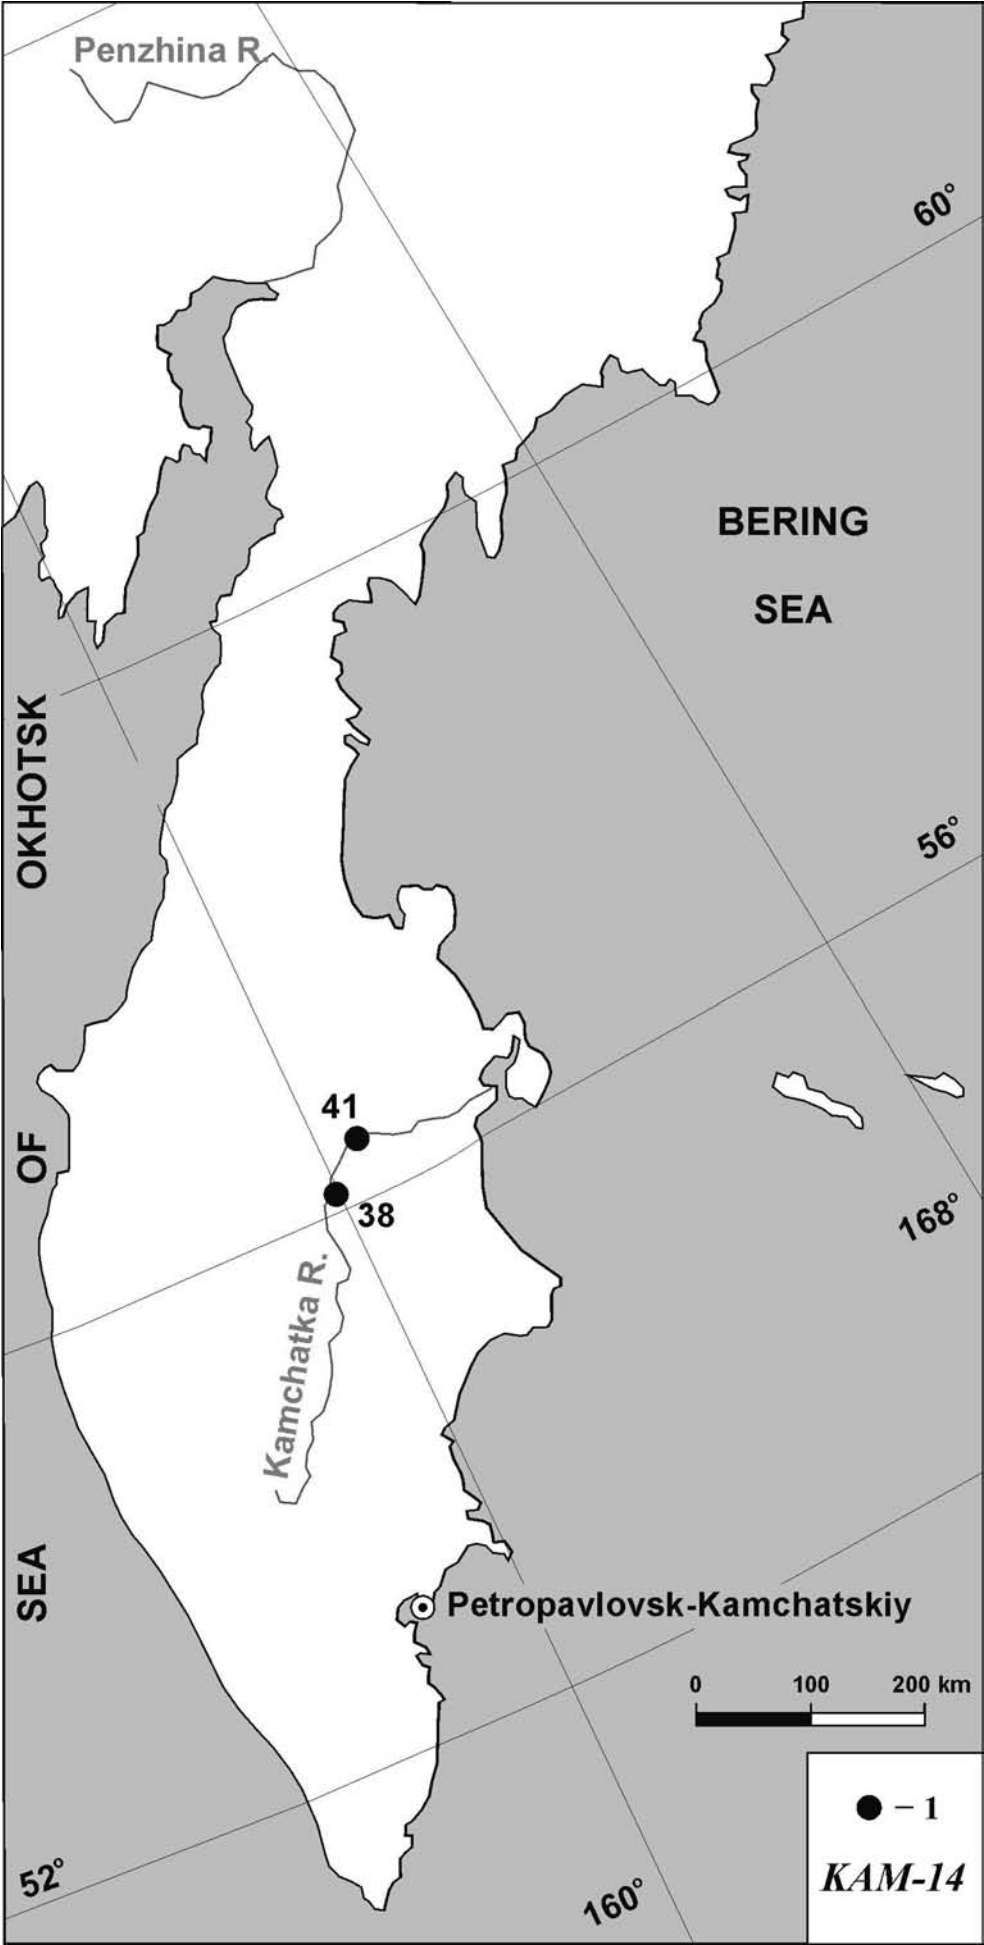 Penzhina R.
60°
BERING
SEA
SEA OF OKHOTSK
56°
41
38
168°
Kamchatka R.
Petropavlovsk-Kamchatskiy
0 100 200 km
52°
160°
– 1
KAM-14